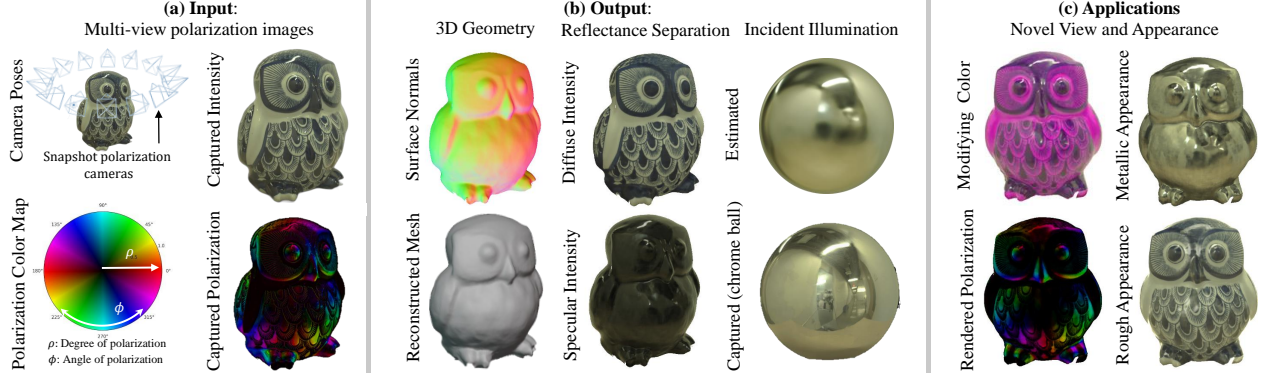 (a) Input:
Multi-view polarization images
Camera Poses
Snapshot polarization
cameras
Captured Intensity
Polarization Color Map
90°
135°
45°
1.0
180°
0°
225°
315°
270°
ρ
ϕ
ρ: Degree of polarization
ϕ: Angle of polarization
Captured Polarization
(b) Output:
3D Geometry
Reflectance Separation
Incident Illumination
Surface Normals
Diffuse Intensity
Estimated
Reconstructed Mesh
Specular Intensity
Captured (chrome ball)
(c) Applications
Novel View and Appearance
Modifying Color
Metallic Appearance
Rendered Polarization
Rough Appearance